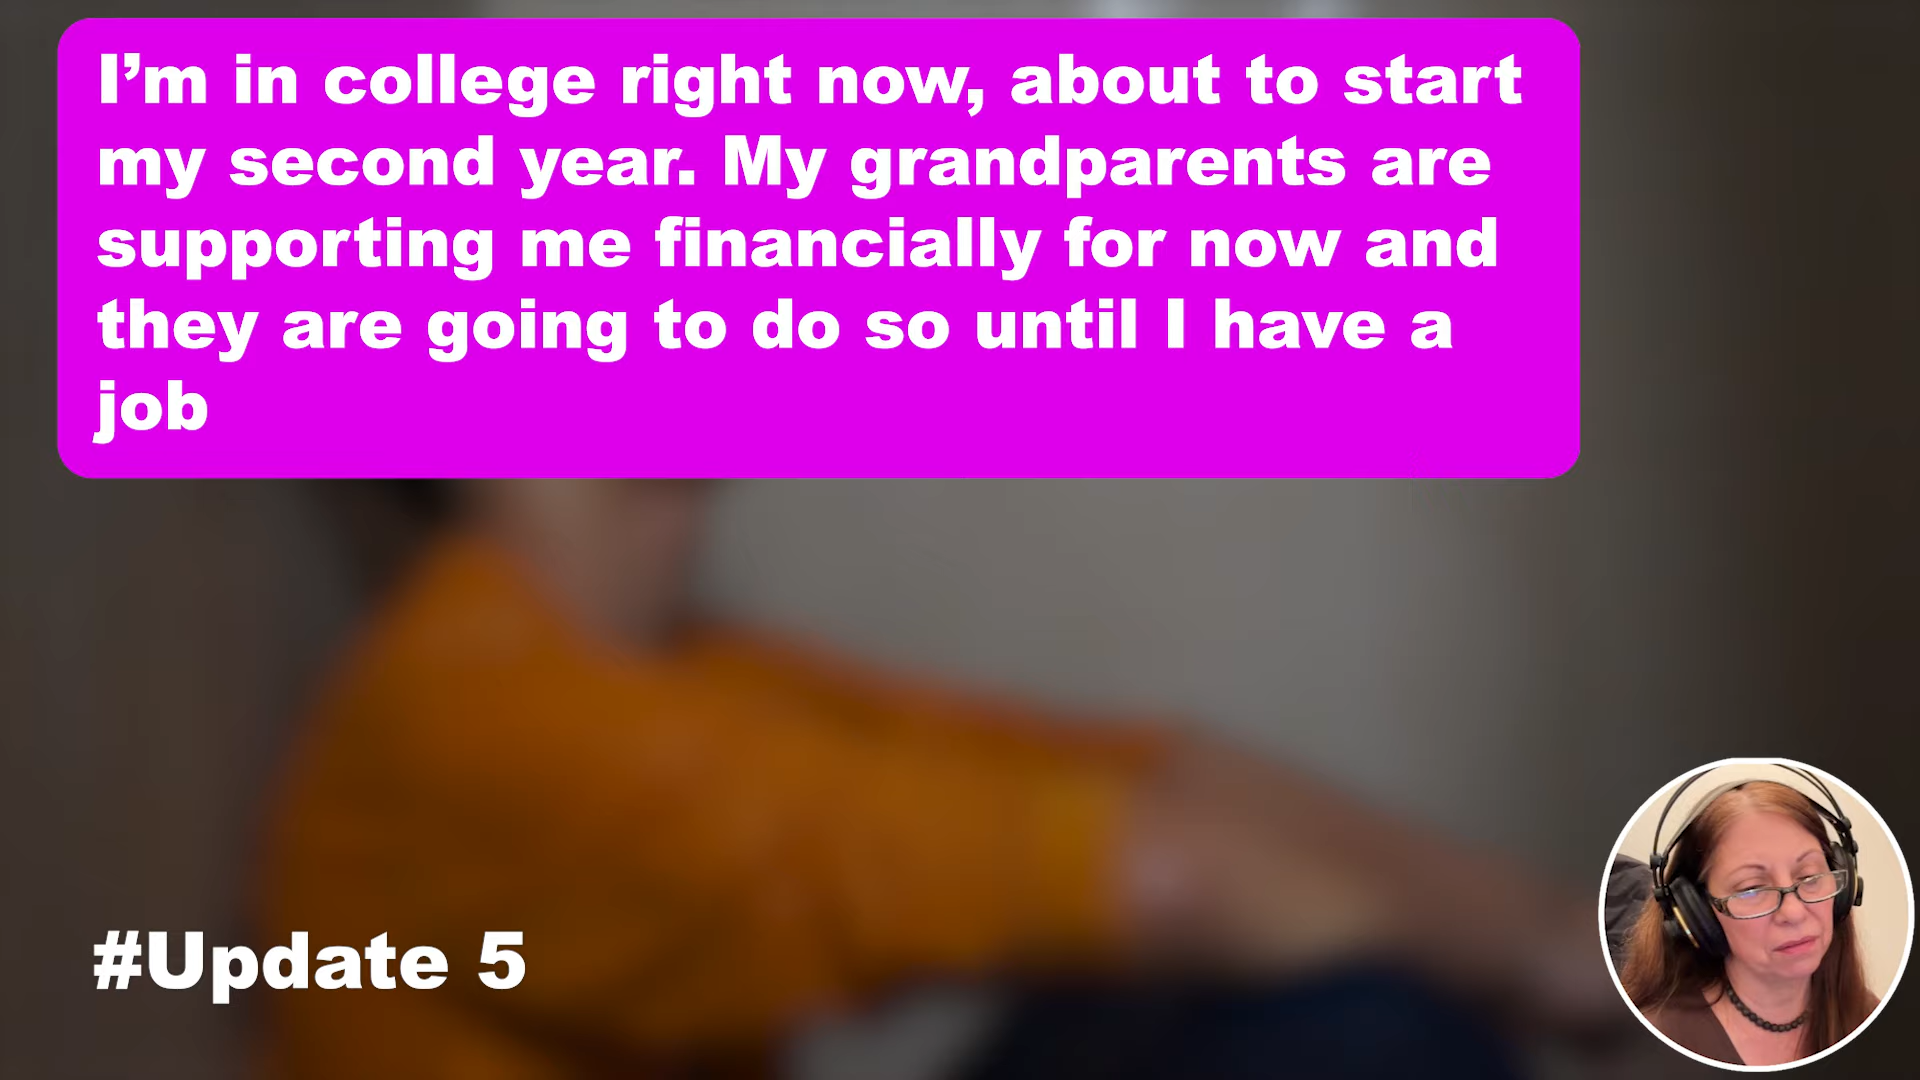 I’m in college right now, about to start
my second year. My grandparents are
supporting me financially for now and
they are going to do so until I have a
job
#Update 5